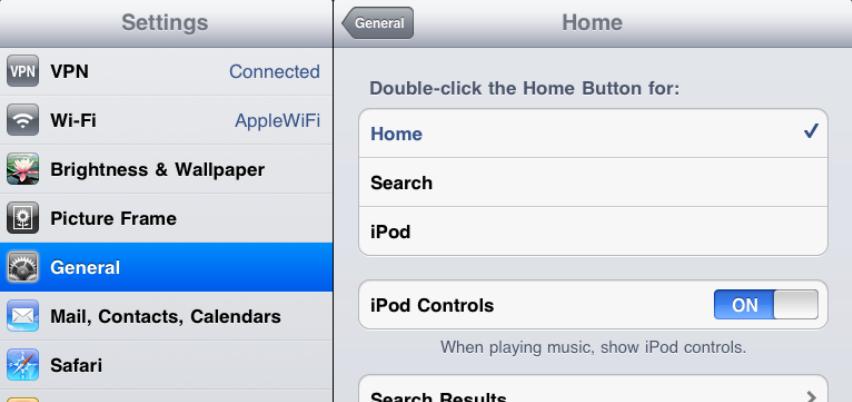 Settings
VPN VPN Connected
Wi-Fi AppleWiFi
Brightness & Wallpaper
Picture Frame
General
Mail, Contacts, Calendars
Safari
General Home
Double-click the Home Button for:
Home
Search
iPod
iPod Controls ON
When playing music, show iPod controls.
Search Results